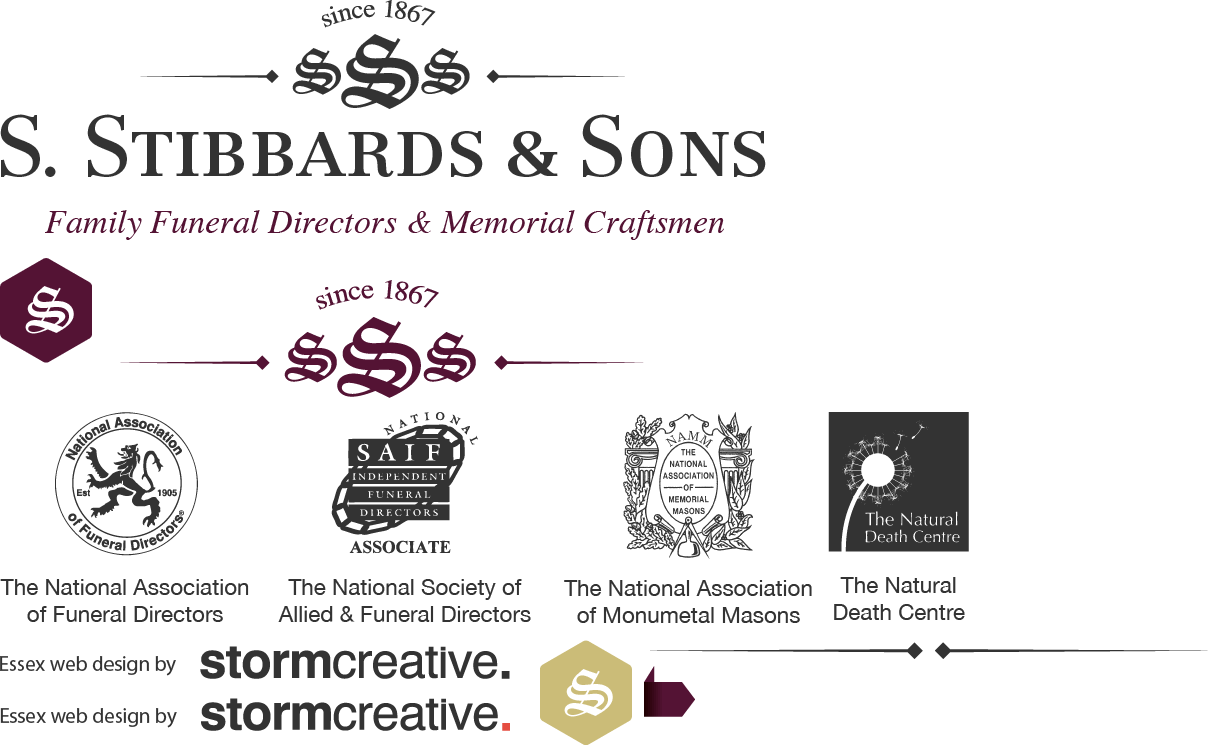 since 1867
S S S
S. STIBBARDS & SONS
Family Funeral Directors & Memorial Craftsmen
S
since 1867
S S S
National Association
Est 1905
of Funeral Directors®
NATIONAL
SAIF
INDEPENDENT
FUNERAL
DIRECTORS
ASSOCIATE
NAMM
THE
NATIONAL
ASSOCIATION
OF
MEMORIAL
MASONS
The Natural
Death Centre
The National Association
of Funeral Directors
The National Society of
Allied & Funeral Directors
The National Association
of Monumetal Masons
The Natural
Death Centre
Essex web design by stormcreative.
Essex web design by stormcreative.
S